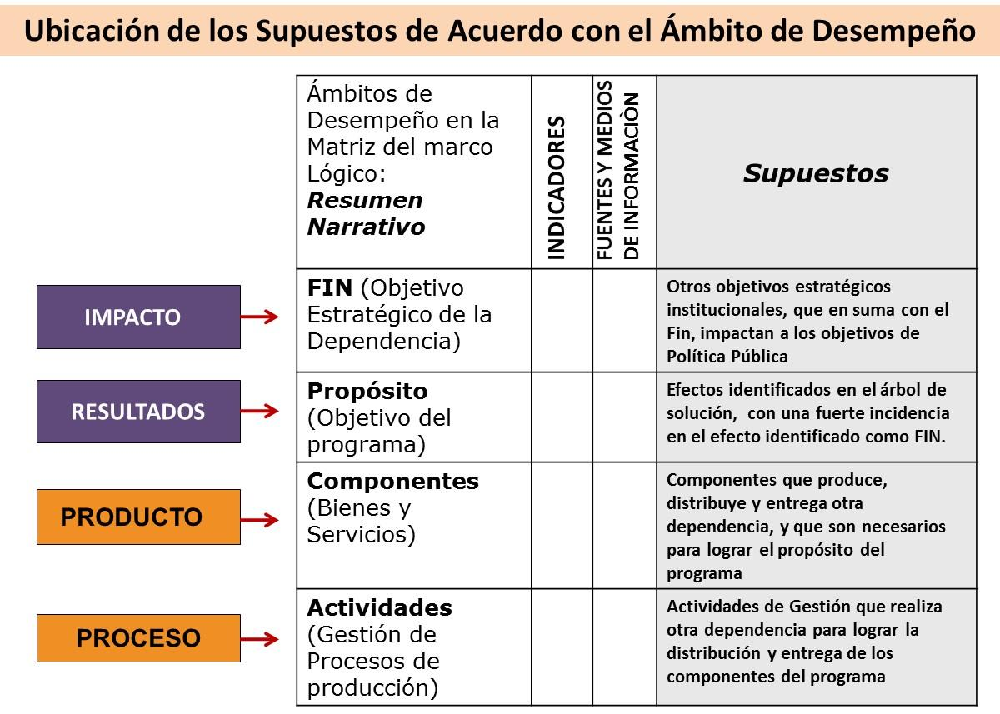 Ubicación de los Supuestos de Acuerdo con el Ámbito de Desempeño
Ámbitos de
Desempeño en la
Matriz del marco
Lógico:
Resumen
Narrativo
INDICADORES
FUENTES Y MEDIOS
DE INFORMACIÒN
Supuestos
IMPACTO
FIN (Objetivo
Estratégico de la
Dependencia)
Otros objetivos estratégicos
institucionales, que en suma con el
Fin, impactan a los objetivos de
Política Pública
RESULTADOS
Propósito
(Objetivo del
programa)
Efectos identificados en el árbol de
solución, con una fuerte incidencia
en el efecto identificado como FIN.
PRODUCTO
Componentes
(Bienes y
Servicios)
Componentes que produce,
distribuye y entrega otra
dependencia, y que son necesarios
para lograr el propósito del
programa
PROCESO
Actividades
(Gestión de
Procesos de
producción)
Actividades de Gestión que realiza
otra dependencia para lograr la
distribución y entrega de los
componentes del programa